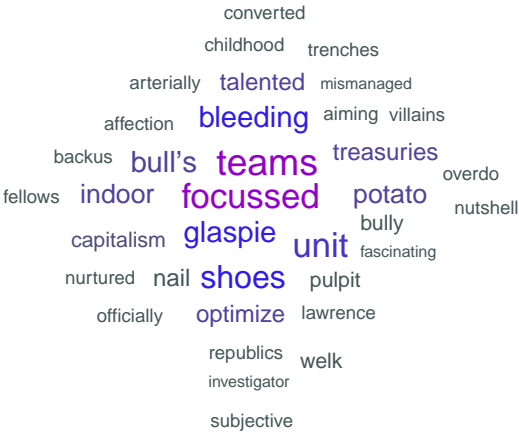 converted
childhood trenches
arterially talented mismanaged
affection bleeding aiming villains
backus bull's teams treasuries
overdo
fellows indoor focussed potato nutshell
capitalism glaspie unit bully
fascinating
nurtured nail shoes pulpit
officially optimize lawrence
republics welk
investigator
subjective